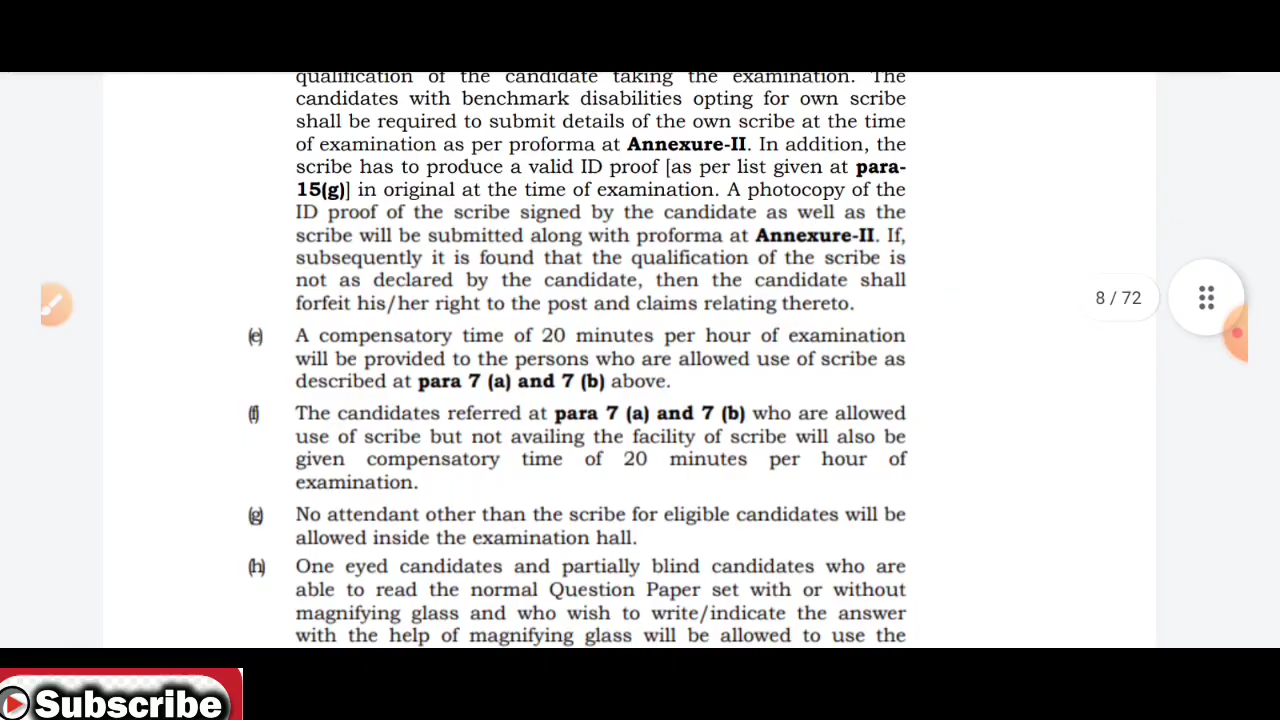 qualification of the candidate taking the examination. The
candidates with benchmark disabilities opting for own scribe
shall be required to submit details of the own scribe at the time
of examination as per proforma at Annexure-II. In addition, the
scribe has to produce a valid ID proof [as per list given at para-
15(g)] in original at the time of examination. A photocopy of the
ID proof of the scribe signed by the candidate as well as the
scribe will be submitted along with proforma at Annexure-II. If,
subsequently it is found that the qualification of the scribe is
not as declared by the candidate, then the candidate shall
forfeit his/her right to the post and claims relating thereto.
8 / 72
(e) A compensatory time of 20 minutes per hour of examination
will be provided to the persons who are allowed use of scribe as
described at para 7 (a) and 7 (b) above.
(f) The candidates referred at para 7 (a) and 7 (b) who are allowed
use of scribe but not availing the facility of scribe will also be
given compensatory time of 20 minutes per hour of
examination.
(g) No attendant other than the scribe for eligible candidates will be
allowed inside the examination hall.
(h) One eyed candidates and partially blind candidates who are
able to read the normal Question Paper set with or without
magnifying glass and who wish to write/indicate the answer
with the help of magnifying glass will be allowed to use the
Subscribe